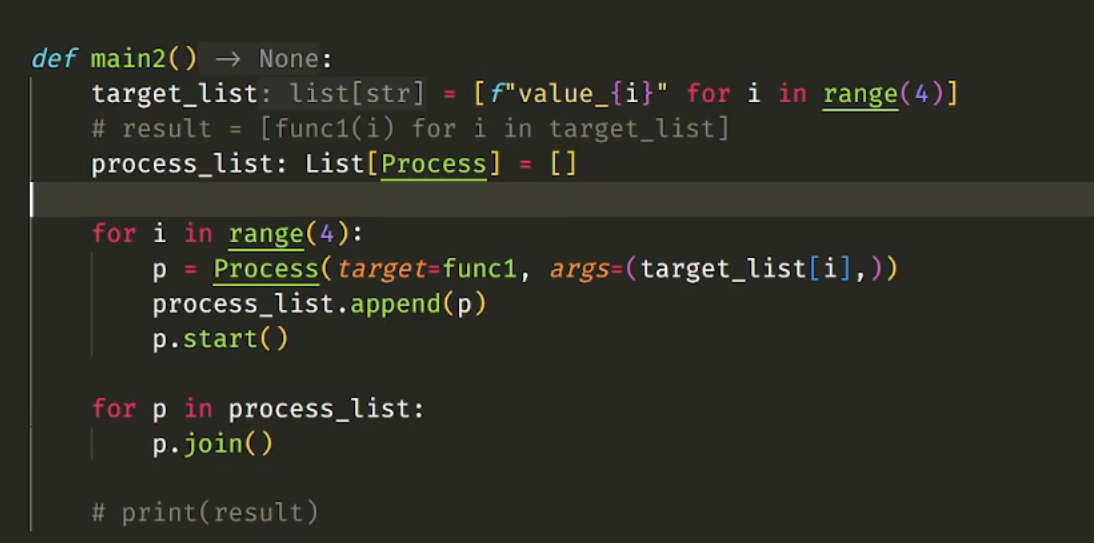 def main2() -> None:
target_list: list[str] = [f"value_{i}" for i in range(4)]
# result = [func1(i) for i in target_list]
process_list: List[Process] = []
for i in range(4):
p = Process(target=func1, args=(target_list[i],))
process_list.append(p)
p.start()
for p in process_list:
p.join()
# print(result)